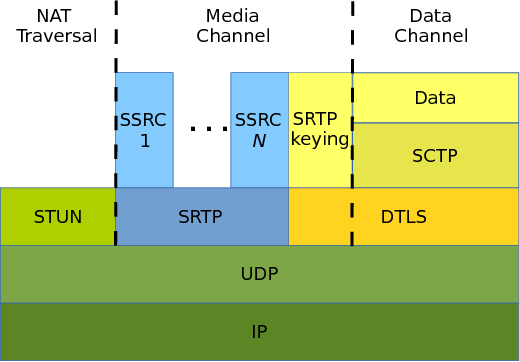 NAT
Traversal
Media
Channel
Data
Channel
SSRC
1
...
SSRC
N
SRTP
keying
Data
SCTP
STUN
SRTP
DTLS
UDP
IP